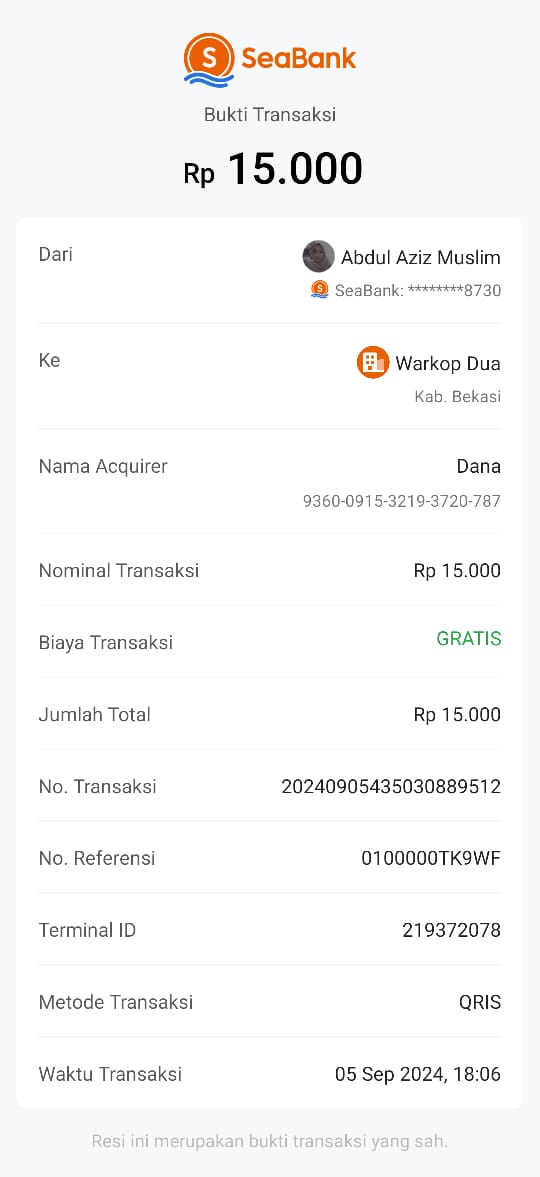 SeaBank
Bukti Transaksi
Rp 15.000
Dari
Abdul Aziz Muslim
SeaBank: ********8730
Ke
Warkop Dua
Kab. Bekasi
Nama Acquirer
Dana
9360-0915-3219-3720-787
Nominal Transaksi
Rp 15.000
Biaya Transaksi
GRATIS
Jumlah Total
Rp 15.000
No. Transaksi
20240905435030889512
No. Referensi
0100000TK9WF
Terminal ID
219372078
Metode Transaksi
QRIS
Waktu Transaksi
05 Sep 2024, 18:06
Resi ini merupakan bukti transaksi yang sah.